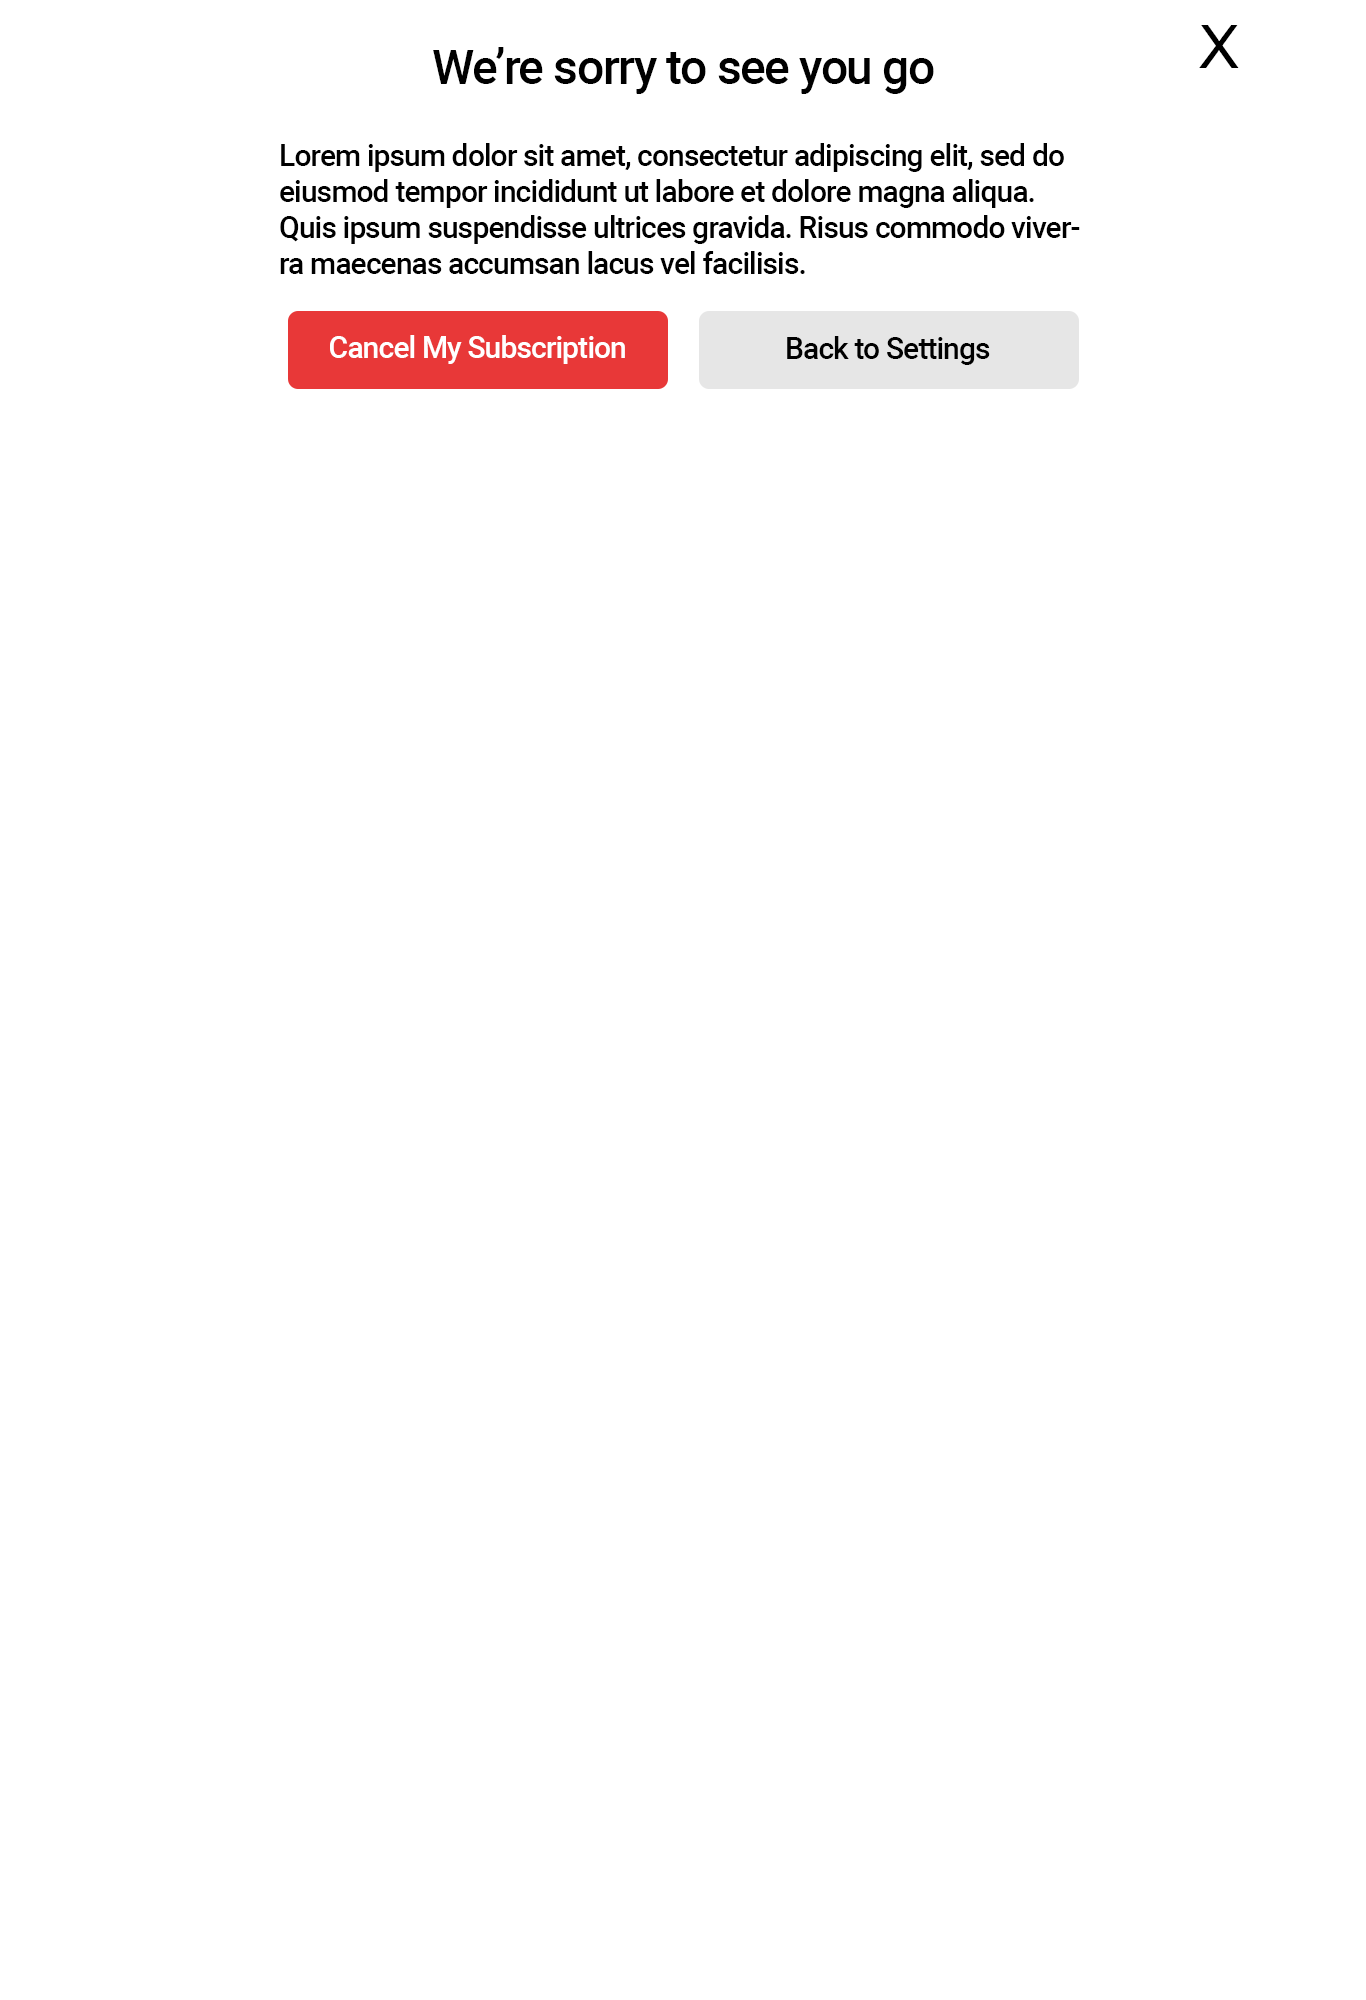 X
We’re sorry to see you go
Lorem ipsum dolor sit amet, consectetur adipiscing elit, sed do
eiusmod tempor incididunt ut labore et dolore magna aliqua.
Quis ipsum suspendisse ultrices gravida. Risus commodo viver-
ra maecenas accumsan lacus vel facilisis.
Cancel My Subscription
Back to Settings